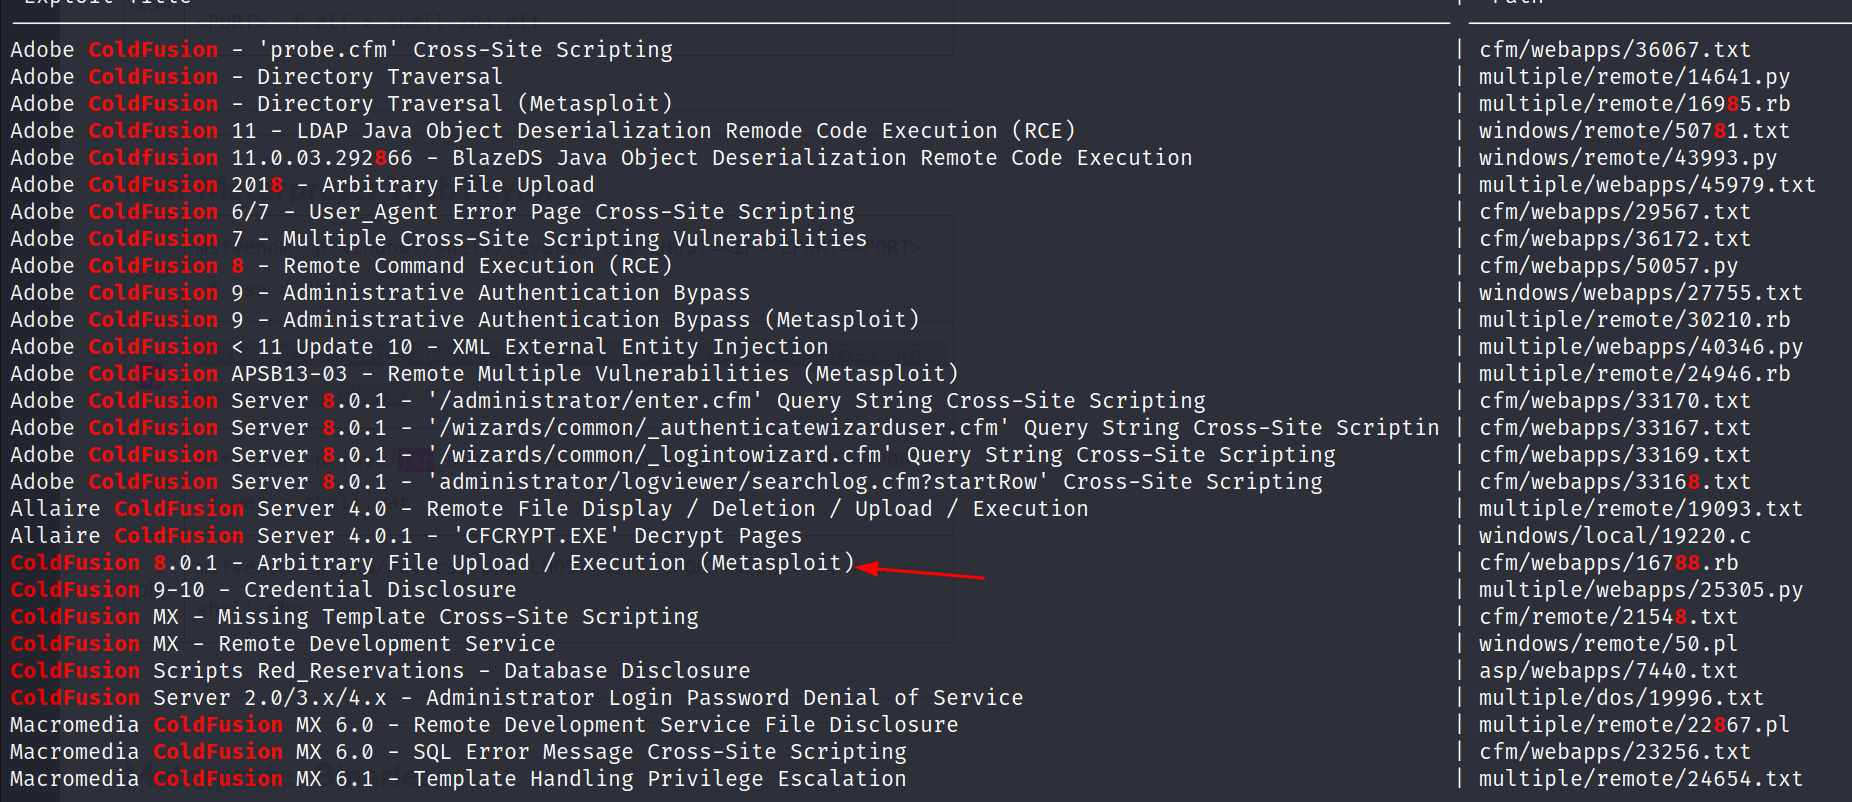 Exploit Title | Path
Adobe ColdFusion - 'probe.cfm' Cross-Site Scripting | cfm/webapps/36067.txt
Adobe ColdFusion - Directory Traversal | multiple/remote/14641.py
Adobe ColdFusion - Directory Traversal (Metasploit) | multiple/remote/16985.rb
Adobe ColdFusion 11 - LDAP Java Object Deserialization Remode Code Execution (RCE) | windows/remote/50781.txt
Adobe Coldfusion 11.0.03.292866 - BlazeDS Java Object Deserialization Remote Code Execution | windows/remote/43993.py
Adobe ColdFusion 2018 - Arbitrary File Upload | multiple/webapps/45979.txt
Adobe ColdFusion 6/7 - User_Agent Error Page Cross-Site Scripting | cfm/webapps/29567.txt
Adobe ColdFusion 7 - Multiple Cross-Site Scripting Vulnerabilities | cfm/webapps/36172.txt
Adobe ColdFusion 8 - Remote Command Execution (RCE) | cfm/webapps/50057.py
Adobe ColdFusion 9 - Administrative Authentication Bypass | windows/webapps/27755.txt
Adobe ColdFusion 9 - Administrative Authentication Bypass (Metasploit) | multiple/remote/30210.rb
Adobe ColdFusion < 11 Update 10 - XML External Entity Injection | multiple/webapps/40346.py
Adobe ColdFusion APSB13-03 - Remote Multiple Vulnerabilities (Metasploit) | multiple/remote/24946.rb
Adobe ColdFusion Server 8.0.1 - '/administrator/enter.cfm' Query String Cross-Site Scripting | cfm/webapps/33170.txt
Adobe ColdFusion Server 8.0.1 - '/wizards/common/_authenticatewizarduser.cfm' Query String Cross-Site Scriptin | cfm/webapps/33167.txt
Adobe ColdFusion Server 8.0.1 - '/wizards/common/_logintowizard.cfm' Query String Cross-Site Scripting | cfm/webapps/33169.txt
Adobe ColdFusion Server 8.0.1 - 'administrator/logviewer/searchlog.cfm?startRow' Cross-Site Scripting | cfm/webapps/33168.txt
Allaire ColdFusion Server 4.0 - Remote File Display / Deletion / Upload / Execution | multiple/remote/19093.txt
Allaire ColdFusion Server 4.0.1 - 'CFCRYPT.EXE' Decrypt Pages | windows/local/19220.c
ColdFusion 8.0.1 - Arbitrary File Upload / Execution (Metasploit) | cfm/webapps/16788.rb
ColdFusion 9-10 - Credential Disclosure | multiple/webapps/25305.py
ColdFusion MX - Missing Template Cross-Site Scripting | cfm/remote/21548.txt
ColdFusion MX - Remote Development Service | windows/remote/50.pl
ColdFusion Scripts Red_Reservations - Database Disclosure | asp/webapps/7440.txt
ColdFusion Server 2.0/3.x/4.x - Administrator Login Password Denial of Service | multiple/dos/19996.txt
Macromedia ColdFusion MX 6.0 - Remote Development Service File Disclosure | multiple/remote/22867.pl
Macromedia ColdFusion MX 6.0 - SQL Error Message Cross-Site Scripting | cfm/webapps/23256.txt
Macromedia ColdFusion MX 6.1 - Template Handling Privilege Escalation | multiple/remote/24654.txt